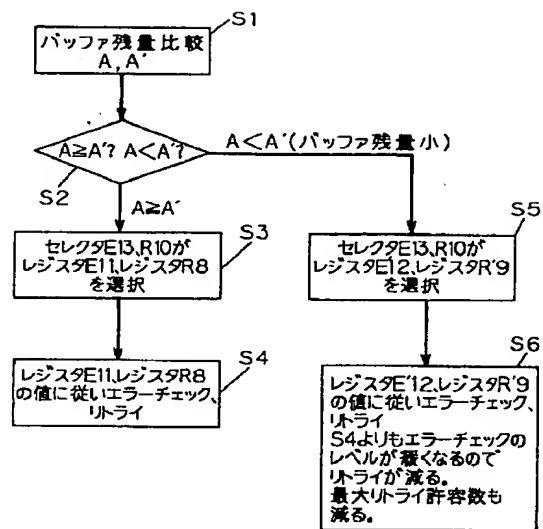 S1
バッファ残量比較
A, A'
A≧A'? A<A'?
S2
A<A'(バッファ残量小)
A≧A'
S3
セレクタE13、R10が
レジスタE11、レジスタR8
を選択
S5
セレクタE13、R10が
レジスタE12、レジスタR'9
を選択
S4
レジスタE11、レジスタR8
の値に従いエラーチェック、
リトライ
S6
レジスタE'12、レジスタR'9
の値に従いエラーチェック、
リトライ
S4よりもエラーチェックの
レベルが緩くなるので
リトライが減る。
最大リトライ許容数も
減る。